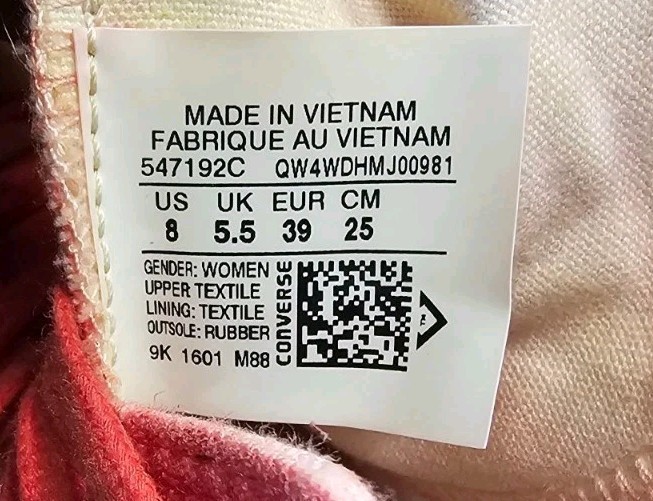 MADE IN VIETNAM
FABRIQUE AU VIETNAM
547192C QW4WDHMJ00981
US UK EUR CM
8 5.5 39 25
GENDER: WOMEN
UPPER TEXTILE
LINING: TEXTILE
OUTSOLE: RUBBER
9K 1601 M88
CONVERSE